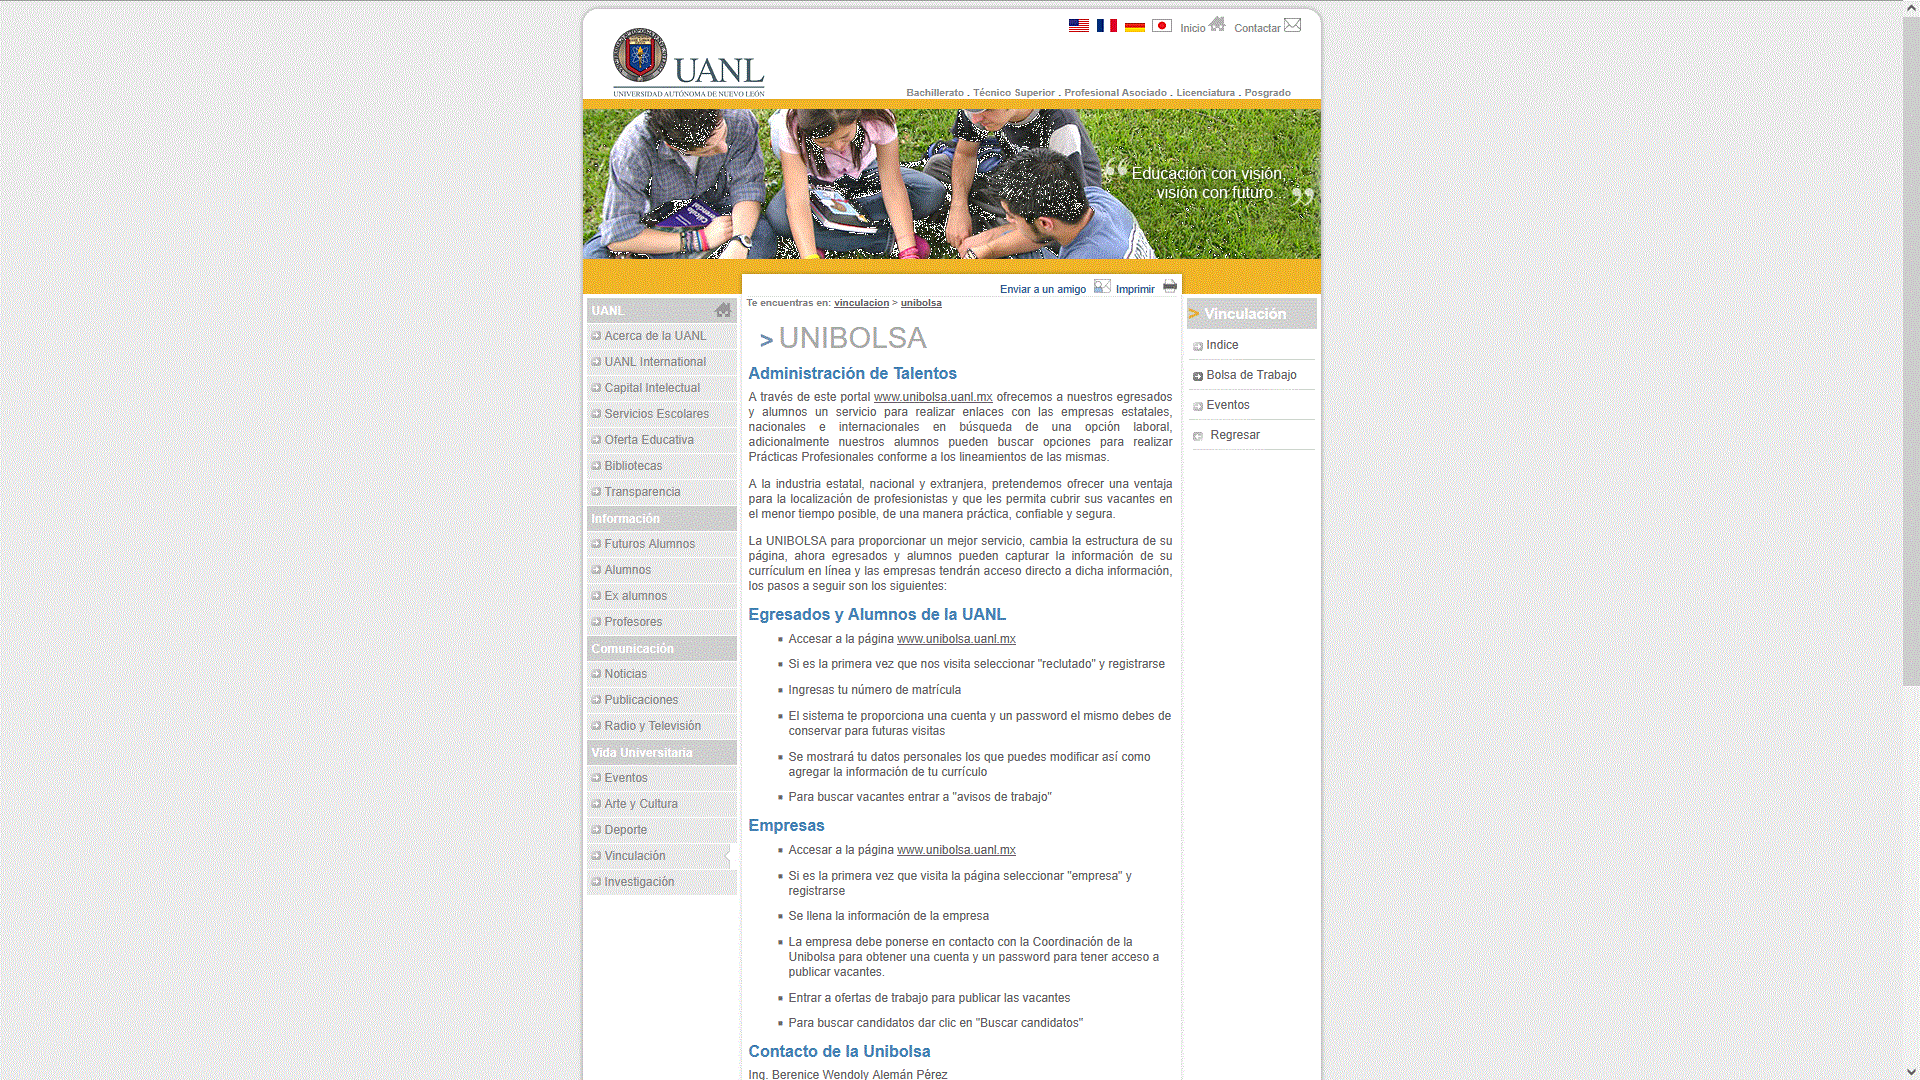 Inicio
Contactar
UANL
UNIVERSIDAD AUTÓNOMA DE NUEVO LEÓN
Bachillerato . Técnico Superior . Profesional Asociado . Licenciatura . Posgrado
“ Educación con visión,
visión con futuro... ”
Enviar a un amigo
Imprimir
Te encuentras en: vinculacion > unibolsa
UANL
Acerca de la UANL
UANL International
Capital Intelectual
Servicios Escolares
Oferta Educativa
Bibliotecas
Transparencia
Información
Futuros Alumnos
Alumnos
Ex alumnos
Profesores
Comunicación
Noticias
Publicaciones
Radio y Televisión
Vida Universitaria
Eventos
Arte y Cultura
Deporte
Vinculación
Investigación
> UNIBOLSA
Administración de Talentos
A través de este portal www.unibolsa.uanl.mx ofrecemos a nuestros egresados
y alumnos un servicio para realizar enlaces con las empresas estatales,
nacionales e internacionales en búsqueda de una opción laboral,
adicionalmente nuestros alumnos pueden buscar opciones para realizar
Prácticas Profesionales conforme a los lineamientos de las mismas.
A la industria estatal, nacional y extranjera, pretendemos ofrecer una ventaja
para la localización de profesionistas y que les permita cubrir sus vacantes en
el menor tiempo posible, de una manera práctica, confiable y segura.
La UNIBOLSA para proporcionar un mejor servicio, cambia la estructura de su
página, ahora egresados y alumnos pueden capturar la información de su
currículum en línea y las empresas tendrán acceso directo a dicha información,
los pasos a seguir son los siguientes:
Egresados y Alumnos de la UANL
Accesar a la página www.unibolsa.uanl.mx
Si es la primera vez que nos visita seleccionar "reclutado" y registrarse
Ingresas tu número de matrícula
El sistema te proporciona una cuenta y un password el mismo debes de
conservar para futuras visitas
Se mostrará tu datos personales los que puedes modificar así como
agregar la información de tu currículo
Para buscar vacantes entrar a "avisos de trabajo"
Empresas
Accesar a la página www.unibolsa.uanl.mx
Si es la primera vez que visita la página seleccionar "empresa" y
registrarse
Se llena la información de la empresa
La empresa debe ponerse en contacto con la Coordinación de la
Unibolsa para obtener una cuenta y un password para tener acceso a
publicar vacantes.
Entrar a ofertas de trabajo para publicar las vacantes
Para buscar candidatos dar clic en "Buscar candidatos"
Contacto de la Unibolsa
Ing. Berenice Wendoly Alemán Pérez
> Vinculación
Indice
Bolsa de Trabajo
Eventos
Regresar